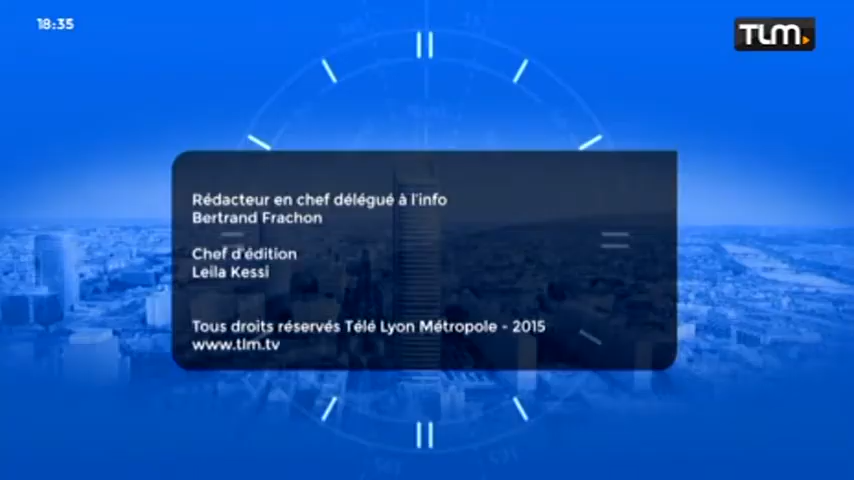 18:35
TLM
Rédacteur en chef délégué à l'info
Bertrand Frachon
Chef d'édition
Leïla Kessi
Tous droits réservés Télé Lyon Métropole - 2015
www.tlm.tv